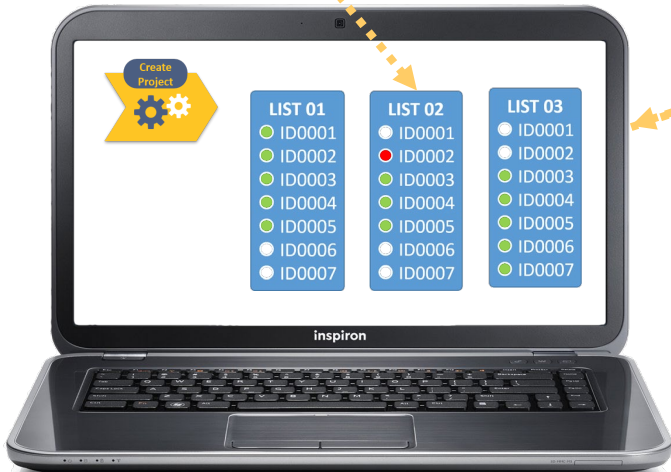 Create
Project
LIST 01
ID0001
ID0002
ID0003
ID0004
ID0005
ID0006
ID0007
LIST 02
ID0001
ID0002
ID0003
ID0004
ID0005
ID0006
ID0007
LIST 03
ID0001
ID0002
ID0003
ID0004
ID0005
ID0006
ID0007
inspiron